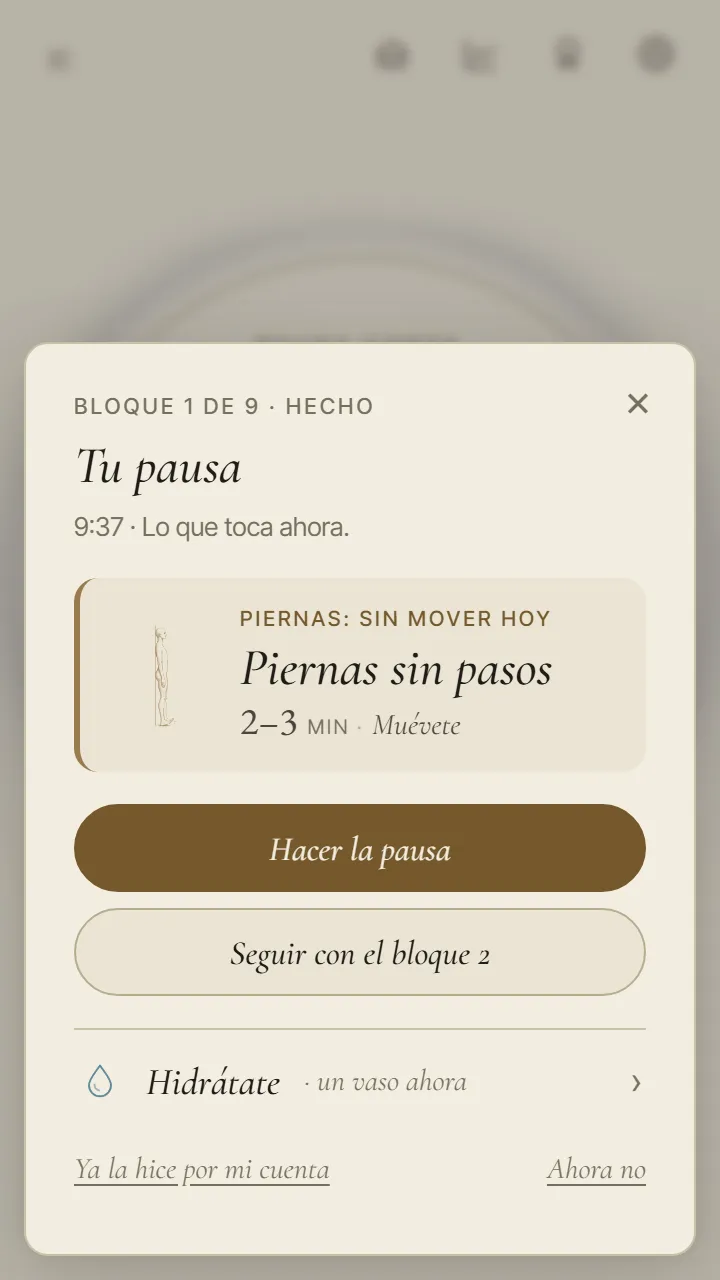 BLOQUE 1 DE 9 · HECHO
Tu pausa
9:37 · Lo que toca ahora.
PIERNAS: SIN MOVER HOY
Piernas sin pasos
2–3 MIN · Muévete
Hacer la pausa
Seguir con el bloque 2
Hidrátate · un vaso ahora
Ya la hice por mi cuenta
Ahora no